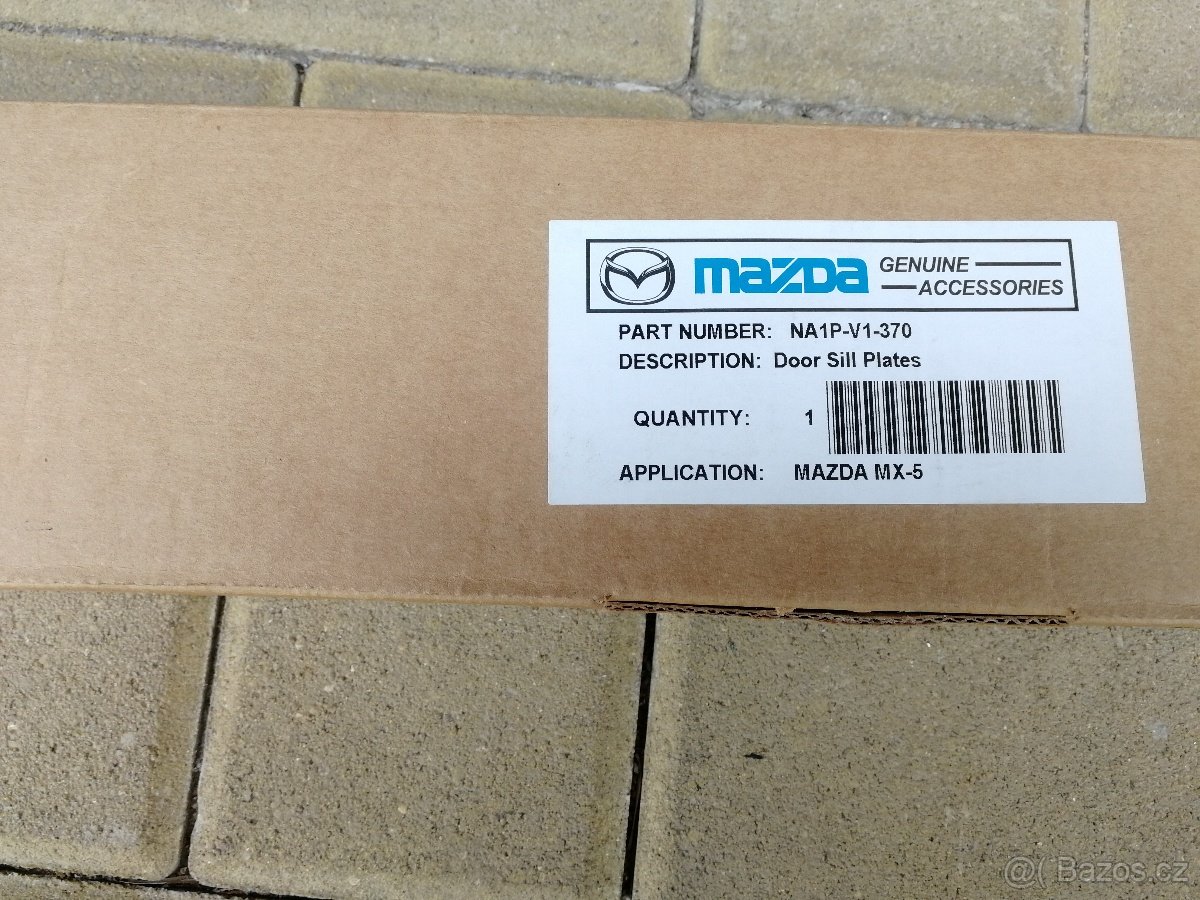 mazda GENUINE
ACCESSORIES
PART NUMBER: NA1P-V1-370
DESCRIPTION: Door Sill Plates
QUANTITY: 1
APPLICATION: MAZDA MX-5
@( Bazos.cz